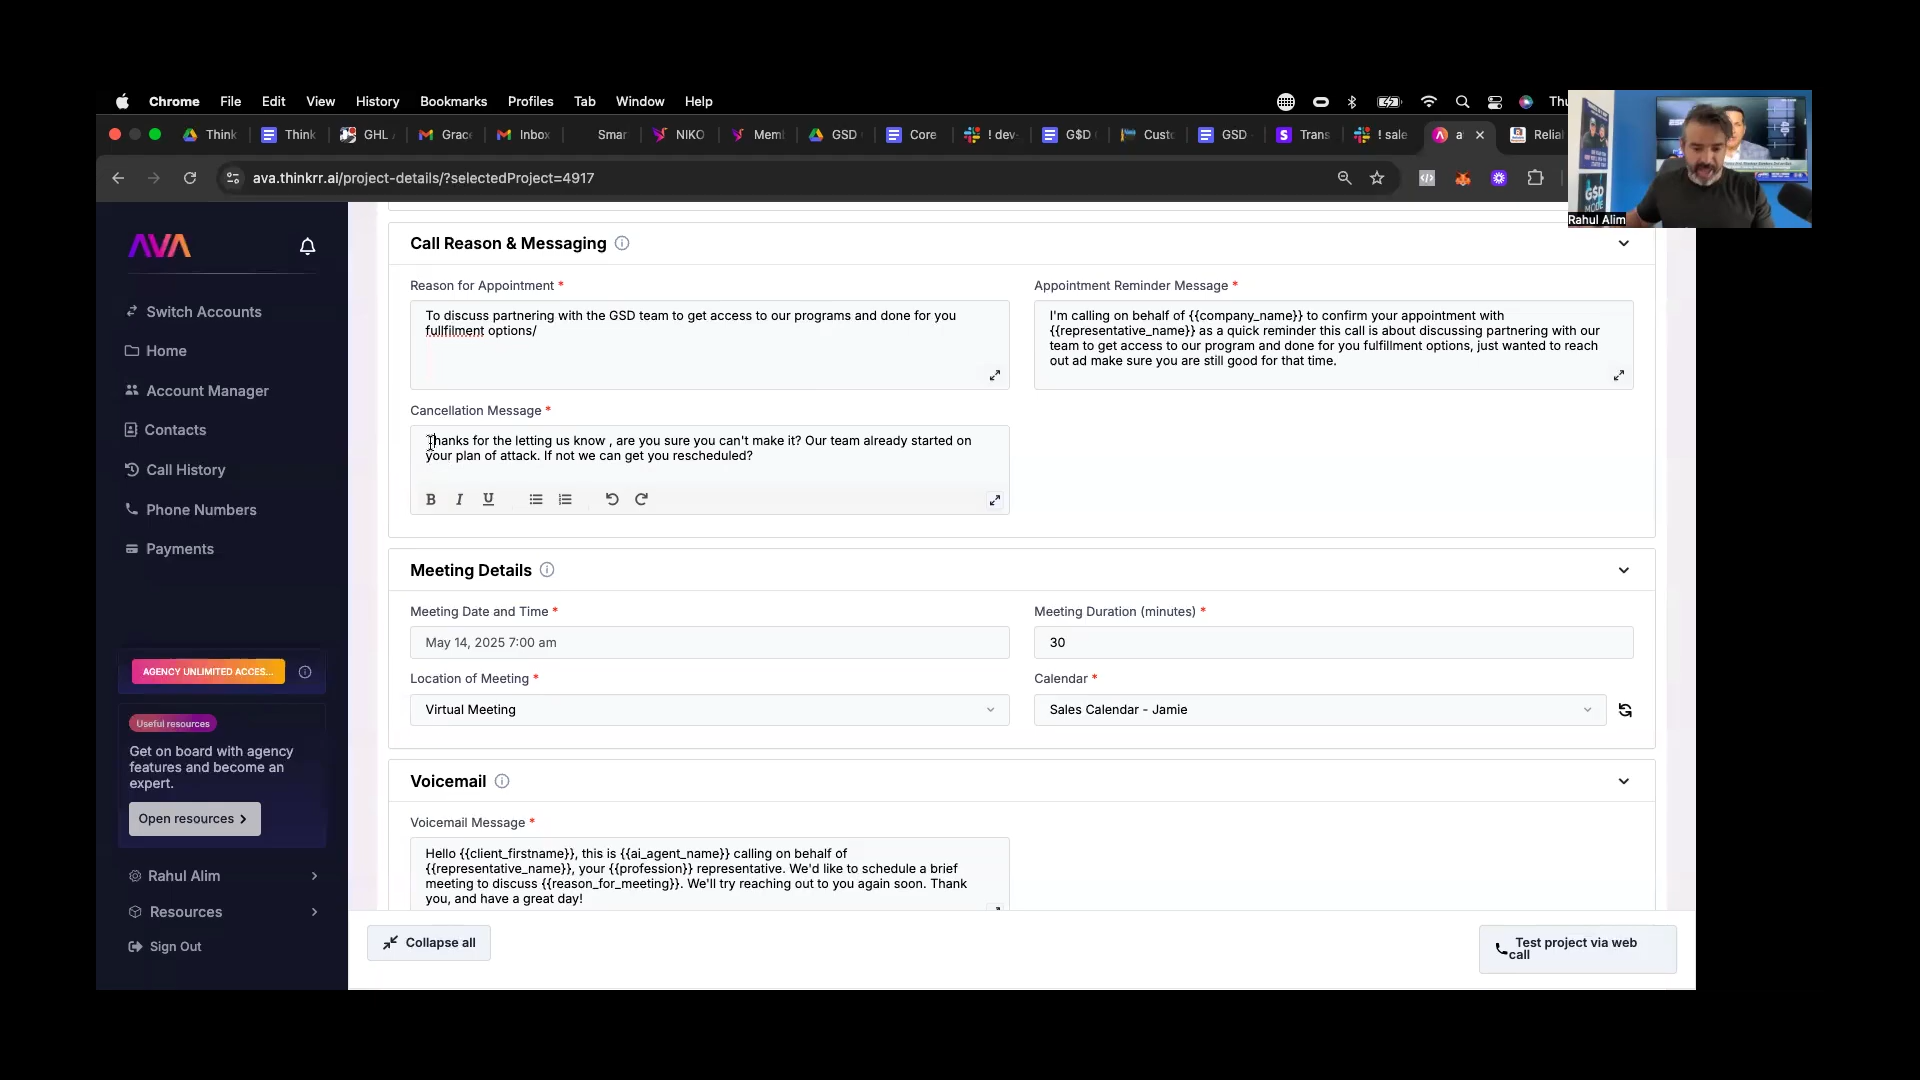 Chrome File Edit View History Bookmarks Profiles Tab Window Help Thu
Think Think GHL Grac Inbox Smar NIKO Mem GSD Core ! dev- G$D Cust GSD Trans ! sale a Relia
ava.thinkrr.ai/project-details/?selectedProject=4917
Rahul Alim
AVA
Switch Accounts
Home
Account Manager
Contacts
Call History
Phone Numbers
Payments
AGENCY UNLIMITED ACCES...
Useful resources
Get on board with agency
features and become an
expert.
Open resources
Rahul Alim
Resources
Sign Out
Call Reason & Messaging
Reason for Appointment *
To discuss partnering with the GSD team to get access to our programs and done for you
fullfilment options/
Appointment Reminder Message *
I'm calling on behalf of {{company_name}} to confirm your appointment with
{{representative_name}} as a quick reminder this call is about discussing partnering with our
team to get access to our program and done for you fulfillment options, just wanted to reach
out ad make sure you are still good for that time.
Cancellation Message *
Thanks for the letting us know , are you sure you can't make it? Our team already started on
your plan of attack. If not we can get you rescheduled?
B I U
Meeting Details
Meeting Date and Time *
May 14, 2025 7:00 am
Meeting Duration (minutes) *
30
Location of Meeting *
Virtual Meeting
Calendar *
Sales Calendar - Jamie
Voicemail
Voicemail Message *
Hello {{client_firstname}}, this is {{ai_agent_name}} calling on behalf of
{{representative_name}}, your {{profession}} representative. We'd like to schedule a brief
meeting to discuss {{reason_for_meeting}}. We'll try reaching out to you again soon. Thank
you, and have a great day!
Collapse all
Test project via web
call